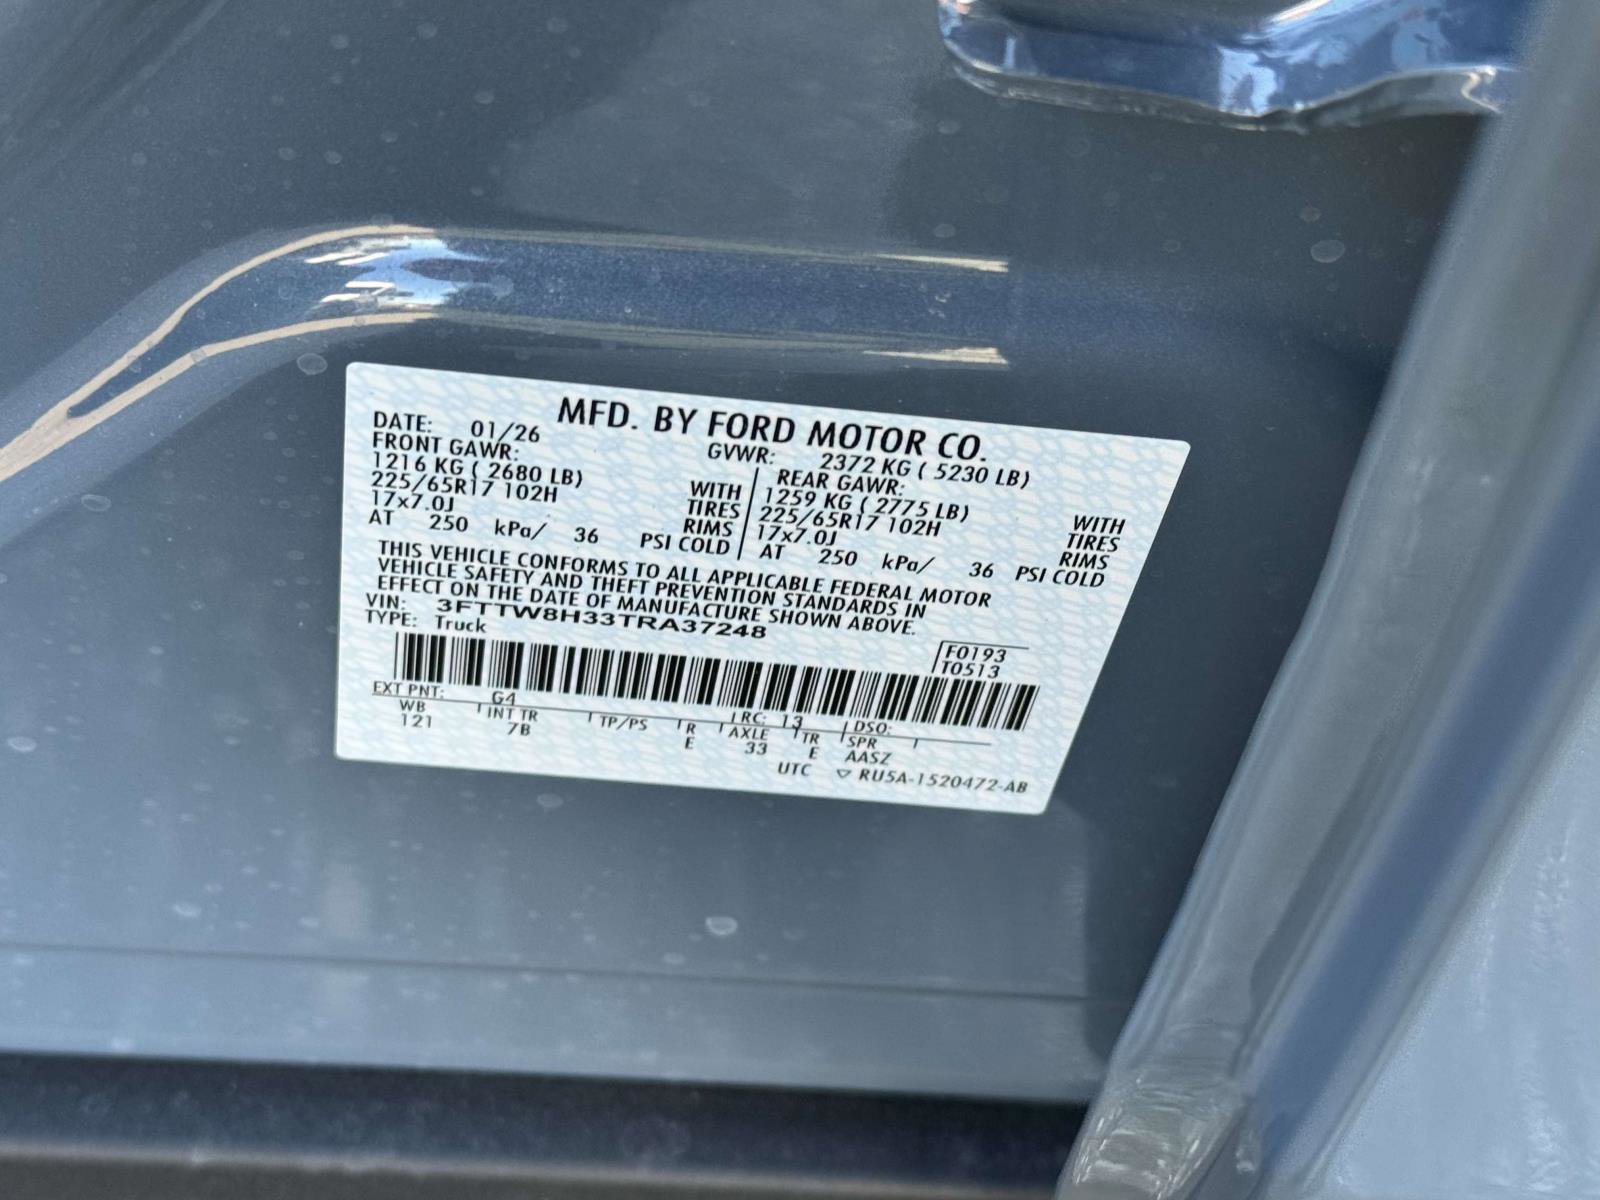 MFD. BY FORD MOTOR CO.
DATE: 01/26 GVWR: 2372 KG ( 5230 LB)
FRONT GAWR: REAR GAWR:
1216 KG ( 2680 LB) WITH 1259 KG ( 2775 LB) WITH
225/65R17 102H TIRES 225/65R17 102H TIRES
17x7.0J RIMS 17x7.0J RIMS
AT 250 kPa/ 36 PSI COLD AT 250 kPa/ 36 PSI COLD
THIS VEHICLE CONFORMS TO ALL APPLICABLE FEDERAL MOTOR
VEHICLE SAFETY AND THEFT PREVENTION STANDARDS IN
EFFECT ON THE DATE OF MANUFACTURE SHOWN ABOVE.
VIN: 3FTTW8H33TRA37248
TYPE: Truck
F0193
T0513
EXT PNT: G4 RC: 13 DSO:
WB INT TR TP/PS R AXLE TR SPR
121 7B E 33 E AASZ
UTC ▽ RU5A-1520472-AB